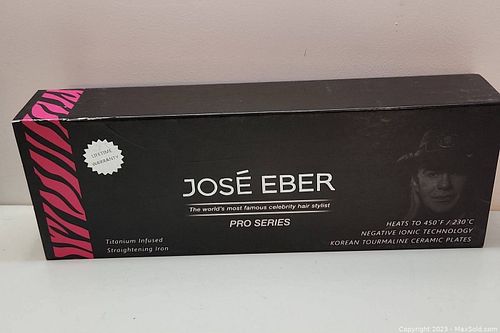 LIFETIME
WARRANTY
JOSÉ EBER
The world's most famous celebrity hair stylist
PRO SERIES
Titanium Infused
Straightening Iron
HEATS TO 450°F / 230°C
NEGATIVE IONIC TECHNOLOGY
KOREAN TOURMALINE CERAMIC PLATES
Copyright 2023 - MaxSold.com